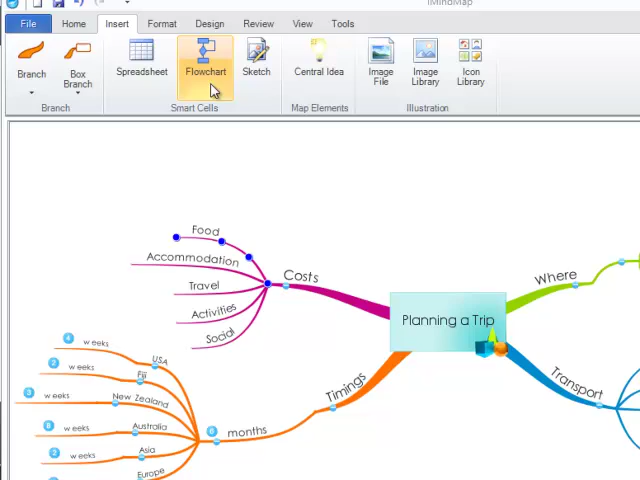 iMindMap
File Home Insert Format Design Review View Tools
Branch
Box Branch
Spreadsheet
Flowchart
Sketch
Central Idea
Image File
Image Library
Icon Library
Branch Smart Cells Map Elements Illustration
Food
Accommodation
Travel
Activities
Social
Costs
Where
Planning a Trip
Transport
Timings
6 months
4 weeks USA
2 weeks Fiji
3 weeks New Zealand
8 weeks Australia
2 weeks Asia
Europe